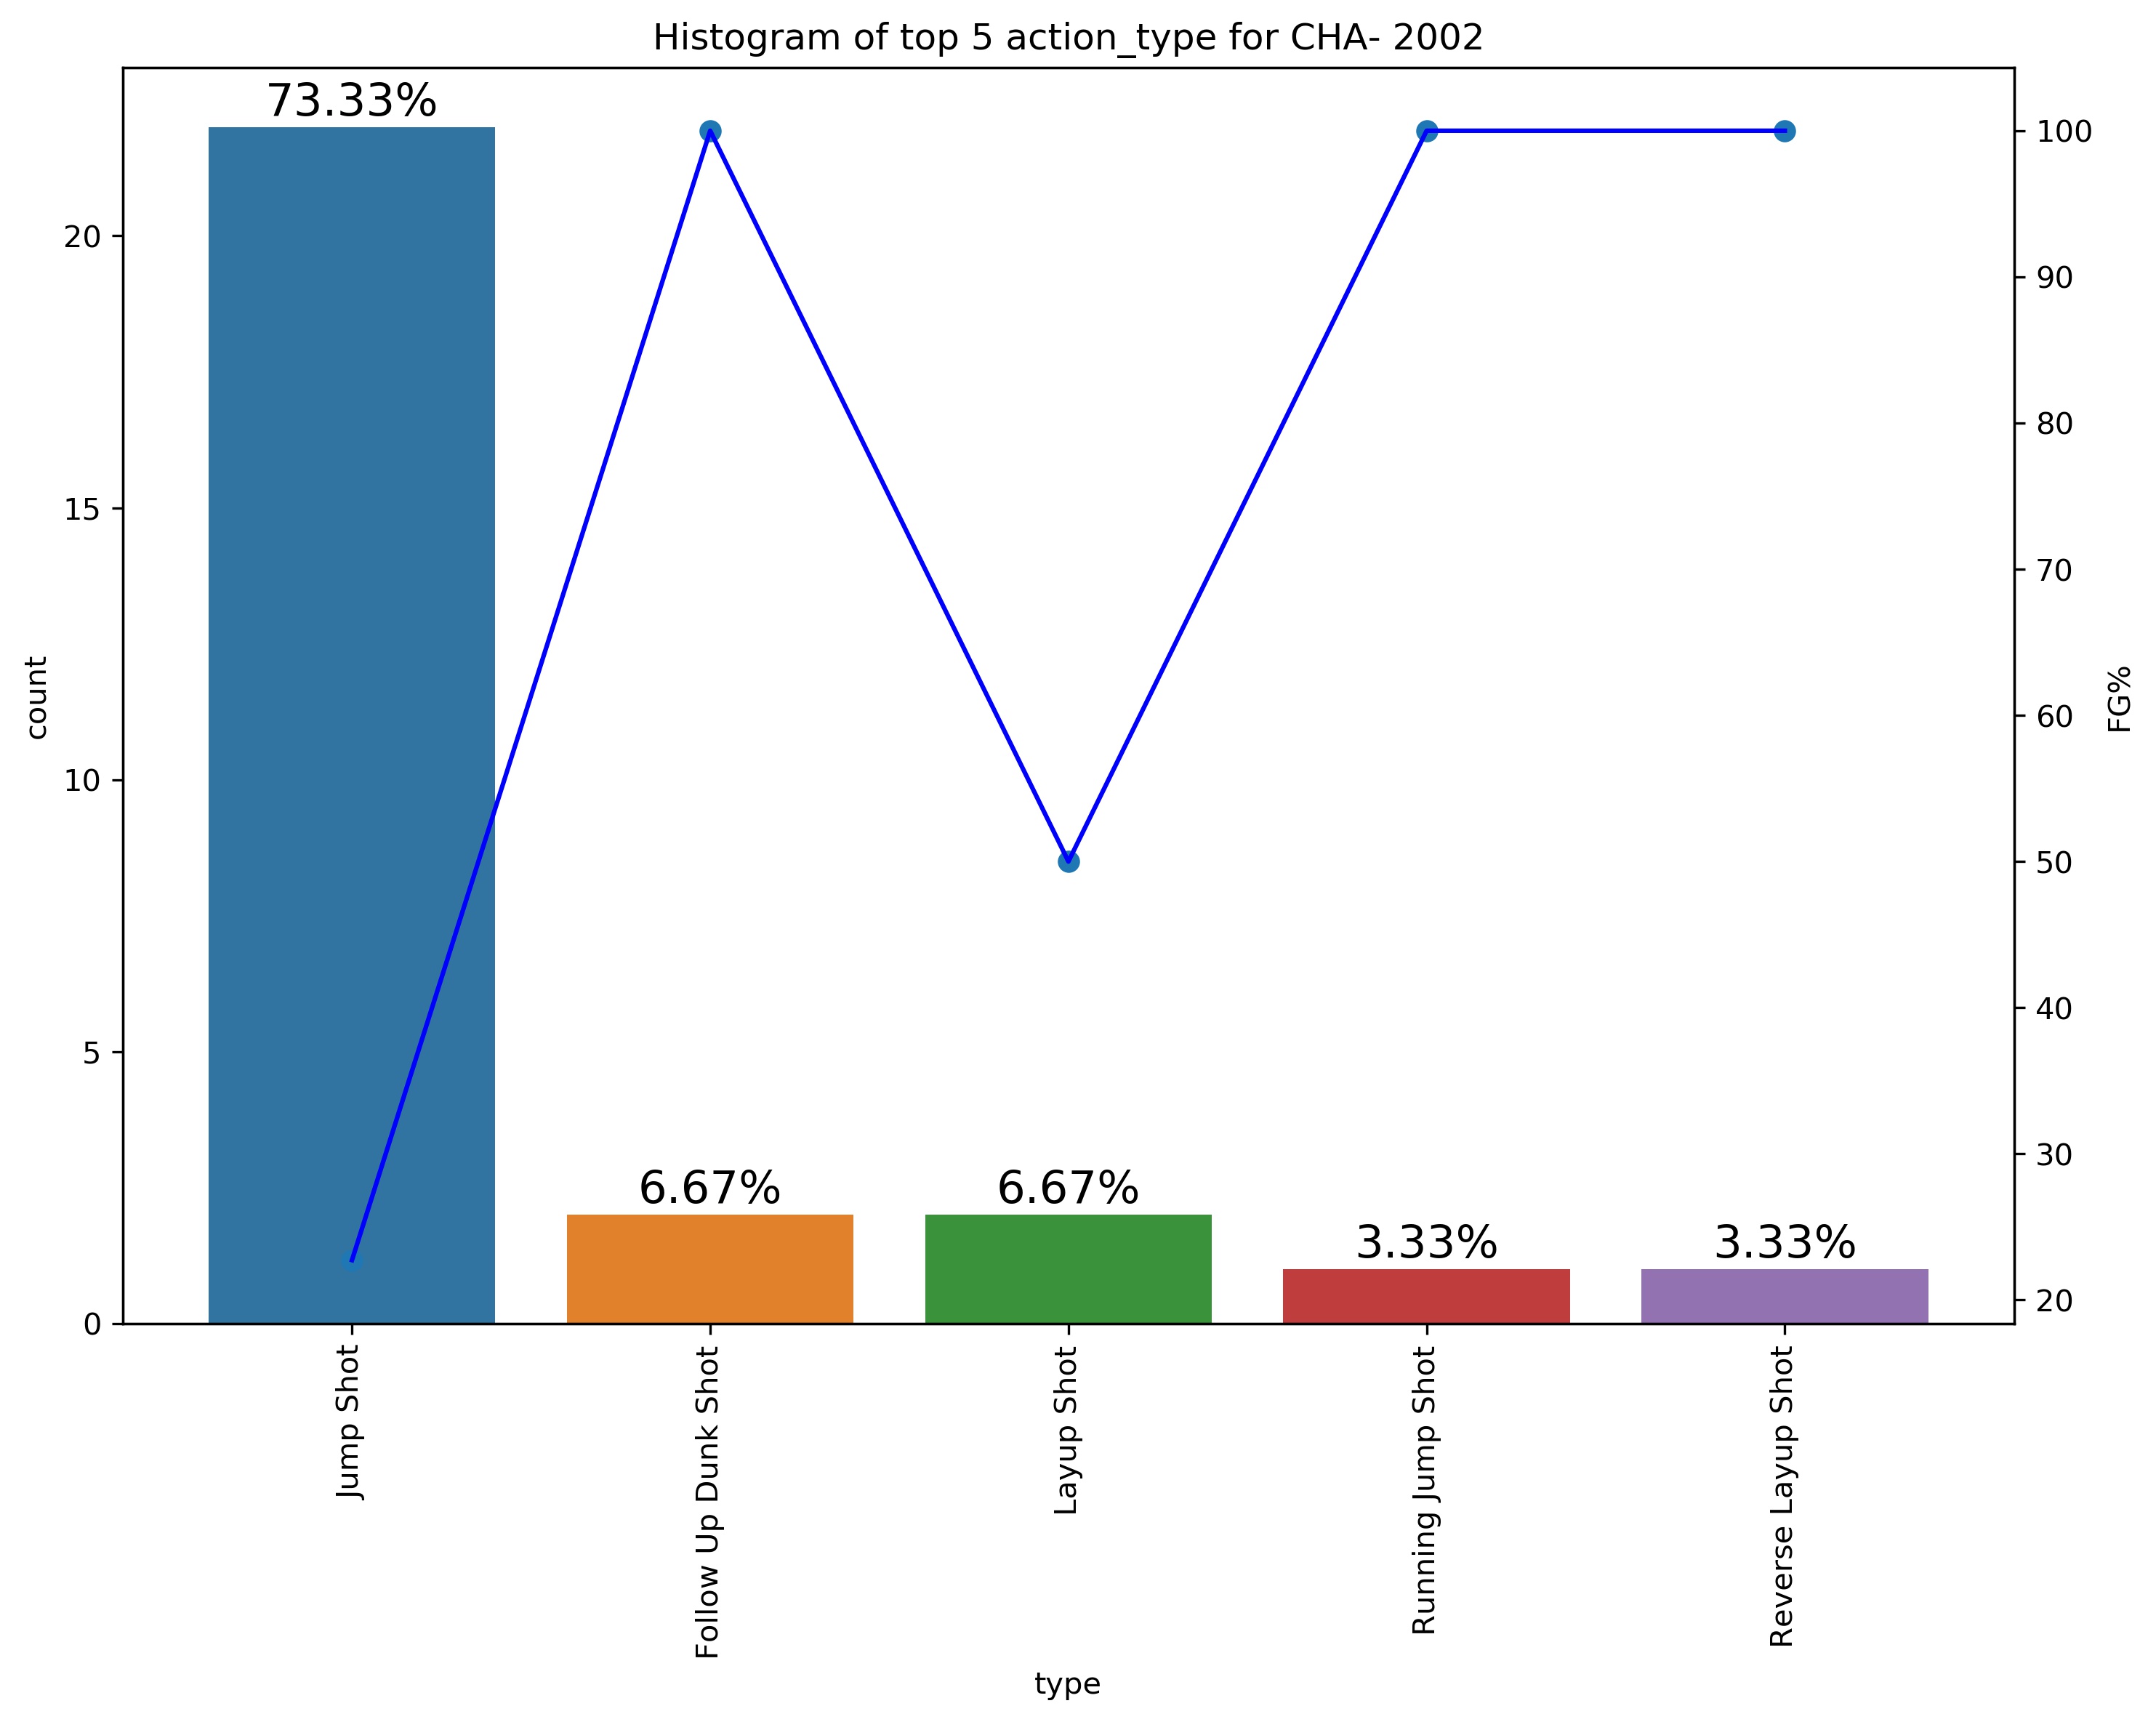 Histogram of top 5 action_type for CHA- 2002
73.33%
6.67%
6.67%
3.33%
3.33%
count
20
15
10
5
0
FG%
100
90
80
70
60
50
40
30
20
Jump Shot
Follow Up Dunk Shot
Layup Shot
Running Jump Shot
Reverse Layup Shot
type